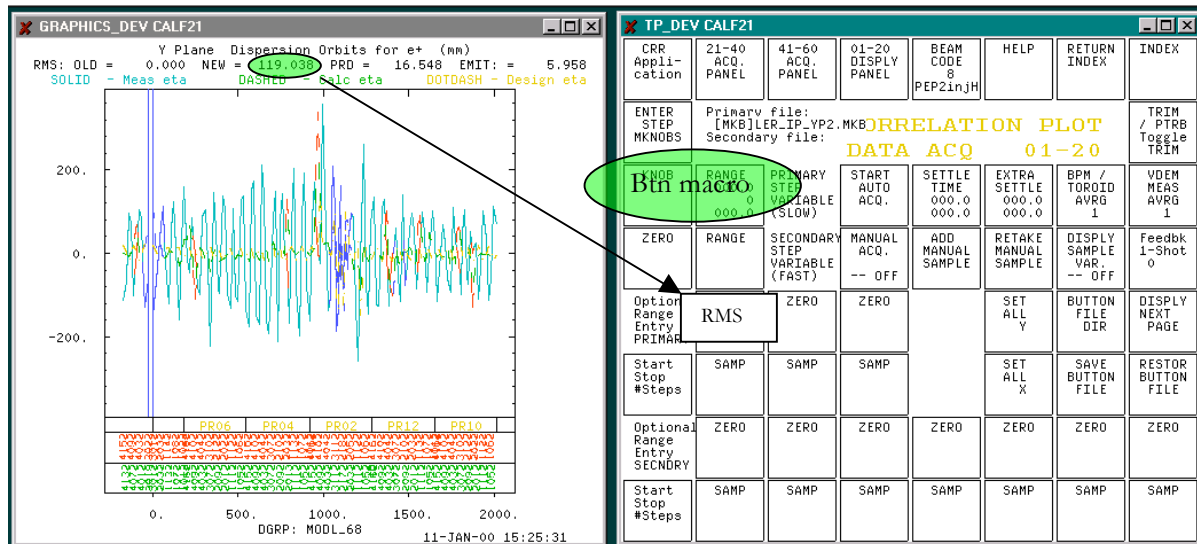 GRAPHICS_DEV CALF21
Y Plane Dispersion Orbits for e+ (mm)
RMS: OLD = 0.000 NEW = 119.038 PRD = 16.548 EMIT: = 5.958
SOLID - Meas eta DASHED - Calc eta DOTDASH - Design eta
200.
0.
-200.
PR06 PR04 PR02 PR12 PR10
0. 500. 1000. 1500. 2000.
DGRP: MODL_68
11-JAN-00 15:25:31
TP_DEV CALF21
CRR Appli- cation
21-40 ACQ. PANEL
41-60 ACQ. PANEL
01-20 DISPLY PANEL
BEAM CODE 8 PEP2injH
HELP
RETURN INDEX
INDEX
ENTER STEP MKNOBS
Primary file:
[MKB]LER_IP_YP2.MKB
Secondary file:
ORRELATION PLOT
DATA ACQ 01-20
TRIM / PTRB Toggle TRIM
KNOB
RANGE 0 000.0
PRIMARY STEP VARIABLE (SLOW)
Btn macro
START AUTO ACQ.
SETTLE TIME 000.0 000.0
EXTRA SETTLE 000.0 000.0
BPM / TOROID AVRG 1
VDEM MEAS AVRG 1
ZERO
RANGE
SECONDARY STEP VARIABLE (FAST)
MANUAL ACQ. -- OFF
ADD MANUAL SAMPLE
RETAKE MANUAL SAMPLE
DISPLY SAMPLE VAR. -- OFF
Feedbk 1-Shot 0
Option Range Entry PRIMAR
RMS
ZERO
ZERO
SET ALL Y
BUTTON FILE DIR
DISPLY NEXT PAGE
Start Stop #Steps
SAMP
SAMP
SAMP
SET ALL X
SAVE BUTTON FILE
RESTOR BUTTON FILE
Optional Range Entry SECNDRY
ZERO
ZERO
ZERO
ZERO
ZERO
ZERO
ZERO
Start Stop #Steps
SAMP
SAMP
SAMP
SAMP
SAMP
SAMP
SAMP